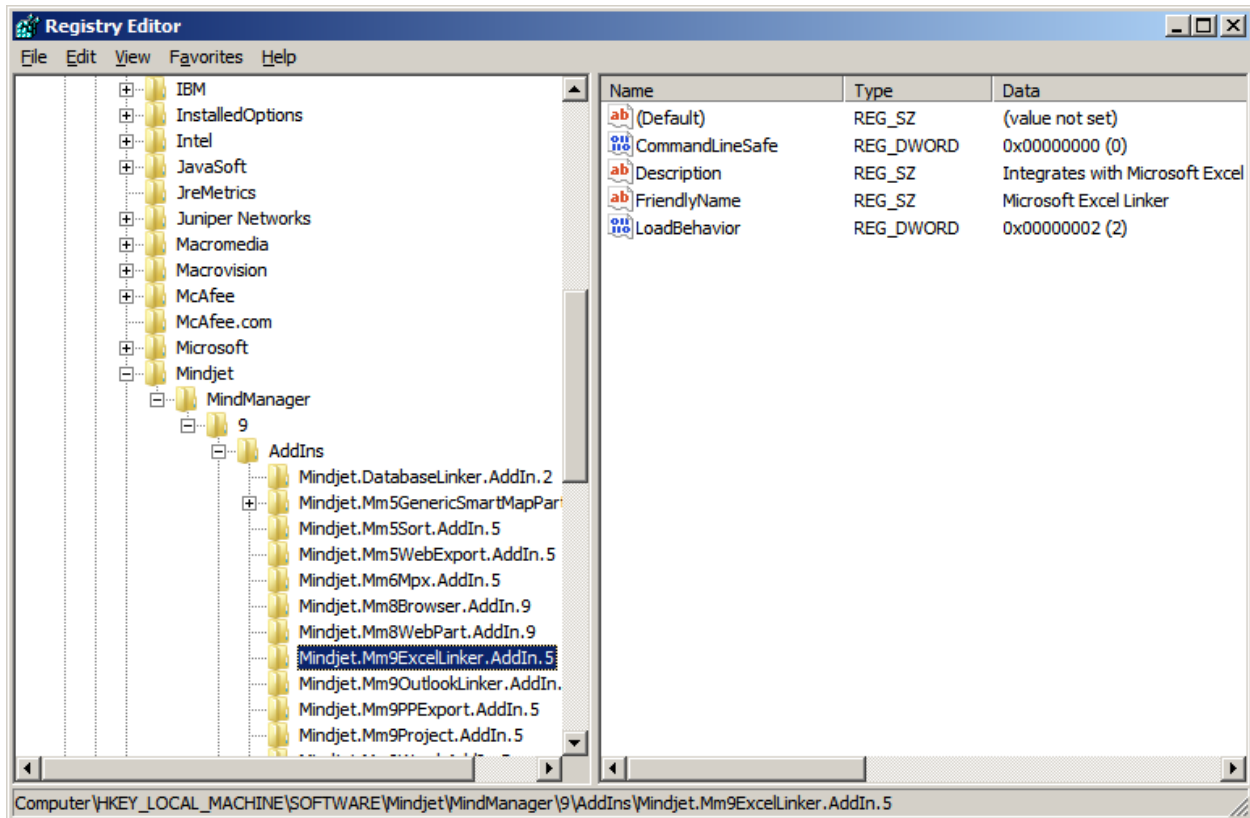 Registry Editor
File Edit View Favorites Help
IBM
InstalledOptions
Intel
JavaSoft
JreMetrics
Juniper Networks
Macromedia
Macrovision
McAfee
McAfee.com
Microsoft
Mindjet
MindManager
9
AddIns
Mindjet.DatabaseLinker.AddIn.2
Mindjet.Mm5GenericSmartMapPart
Mindjet.Mm5Sort.AddIn.5
Mindjet.Mm5WebExport.AddIn.5
Mindjet.Mm6Mpx.AddIn.5
Mindjet.Mm8Browser.AddIn.9
Mindjet.Mm8WebPart.AddIn.9
Mindjet.Mm9ExcelLinker.AddIn.5
Mindjet.Mm9OutlookLinker.AddIn.
Mindjet.Mm9PPExport.AddIn.5
Mindjet.Mm9Project.AddIn.5
Name Type Data
(Default) REG_SZ (value not set)
CommandLineSafe REG_DWORD 0x00000000 (0)
Description REG_SZ Integrates with Microsoft Excel
FriendlyName REG_SZ Microsoft Excel Linker
LoadBehavior REG_DWORD 0x00000002 (2)
Computer\HKEY_LOCAL_MACHINE\SOFTWARE\Mindjet\MindManager\9\AddIns\Mindjet.Mm9ExcelLinker.AddIn.5